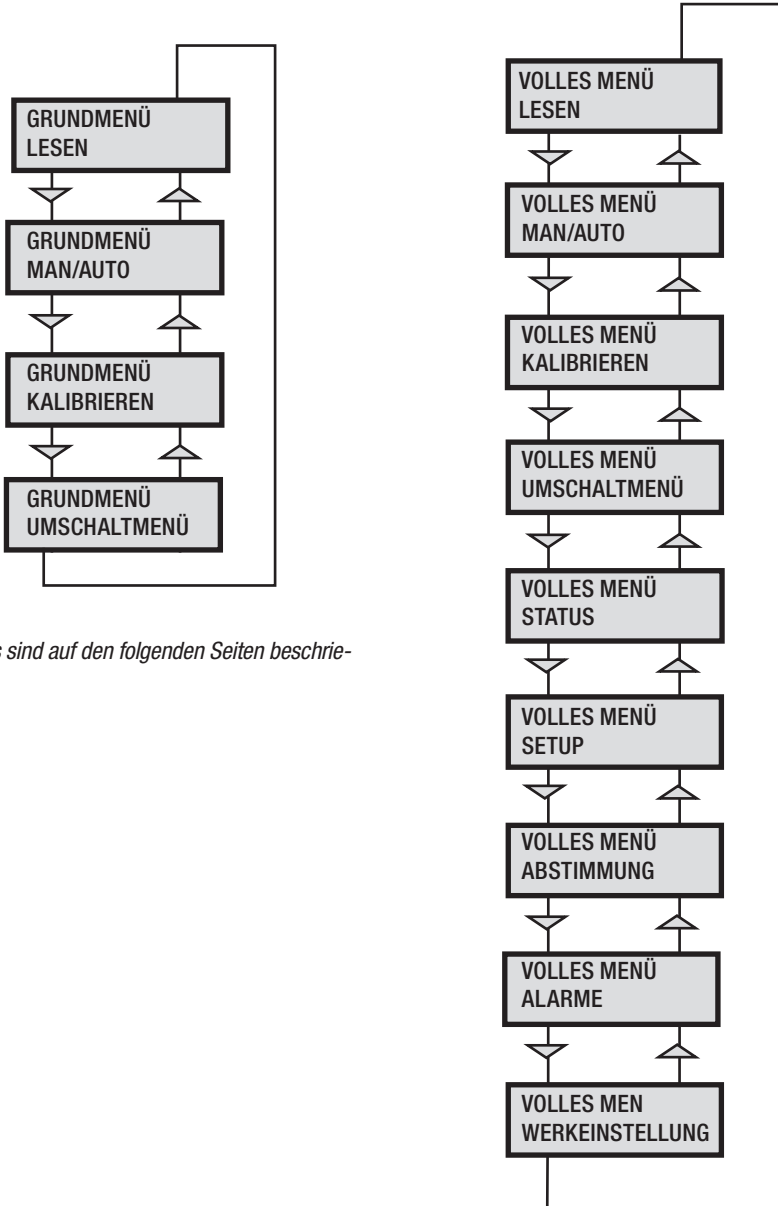 GRUNDMENÜ
LESEN
GRUNDMENÜ
MAN/AUTO
GRUNDMENÜ
KALIBRIEREN
GRUNDMENÜ
UMSCHALTMENÜ
s sind auf den folgenden Seiten beschrie-
VOLLES MENÜ
LESEN
VOLLES MENÜ
MAN/AUTO
VOLLES MENÜ
KALIBRIEREN
VOLLES MENÜ
UMSCHALTMENÜ
VOLLES MENÜ
STATUS
VOLLES MENÜ
SETUP
VOLLES MENÜ
ABSTIMMUNG
VOLLES MENÜ
ALARME
VOLLES MEN
WERKEINSTELLUNG